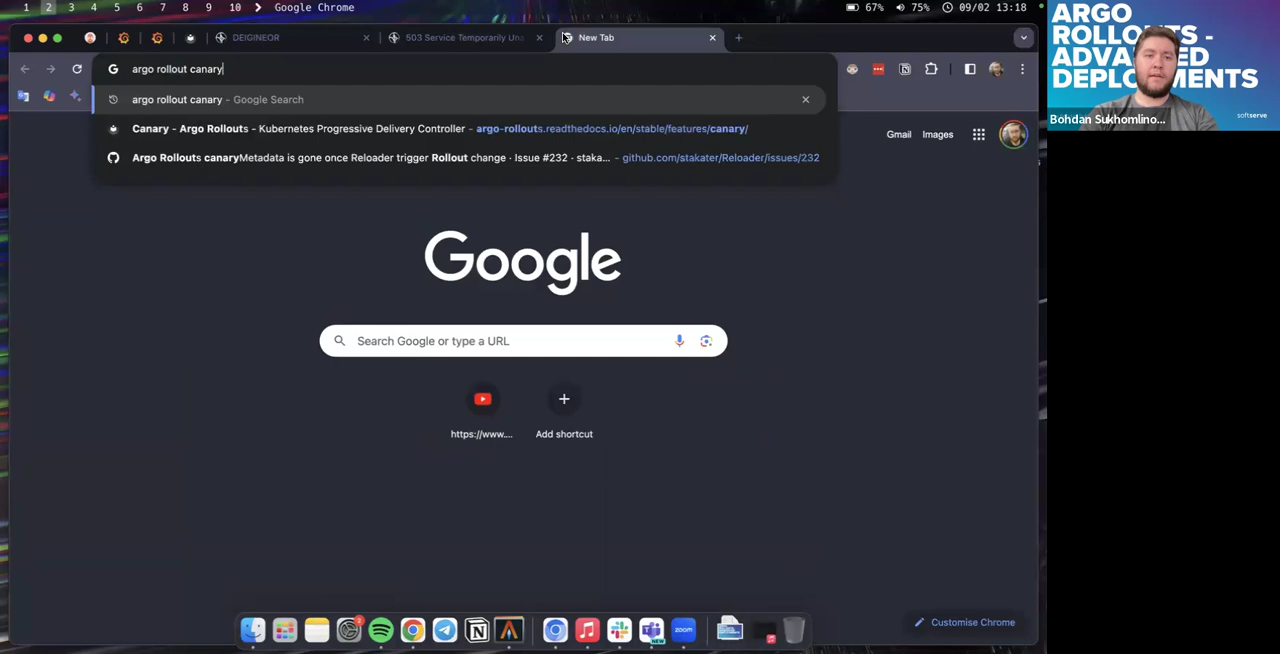 1 2 3 4 5 6 7 8 9 10 Google Chrome
67% 75% 09/02 13:18
DEIGINEOR
503 Service Temporarily Una
New Tab
argo rollout canary
argo rollout canary - Google Search
Canary - Argo Rollouts - Kubernetes Progressive Delivery Controller - argo-rollouts.readthedocs.io/en/stable/features/canary/
Argo Rollouts canaryMetadata is gone once Reloader trigger Rollout change · Issue #232 · staka... - github.com/stakater/Reloader/issues/232
Gmail Images
Google
Search Google or type a URL
https://www....
Add shortcut
Customise Chrome
2
NEW
zoom
ARGO
ROLLOUTS -
ADVANCED
DEPLOYMENTS
Bohdan Sukhomlino...
softserve